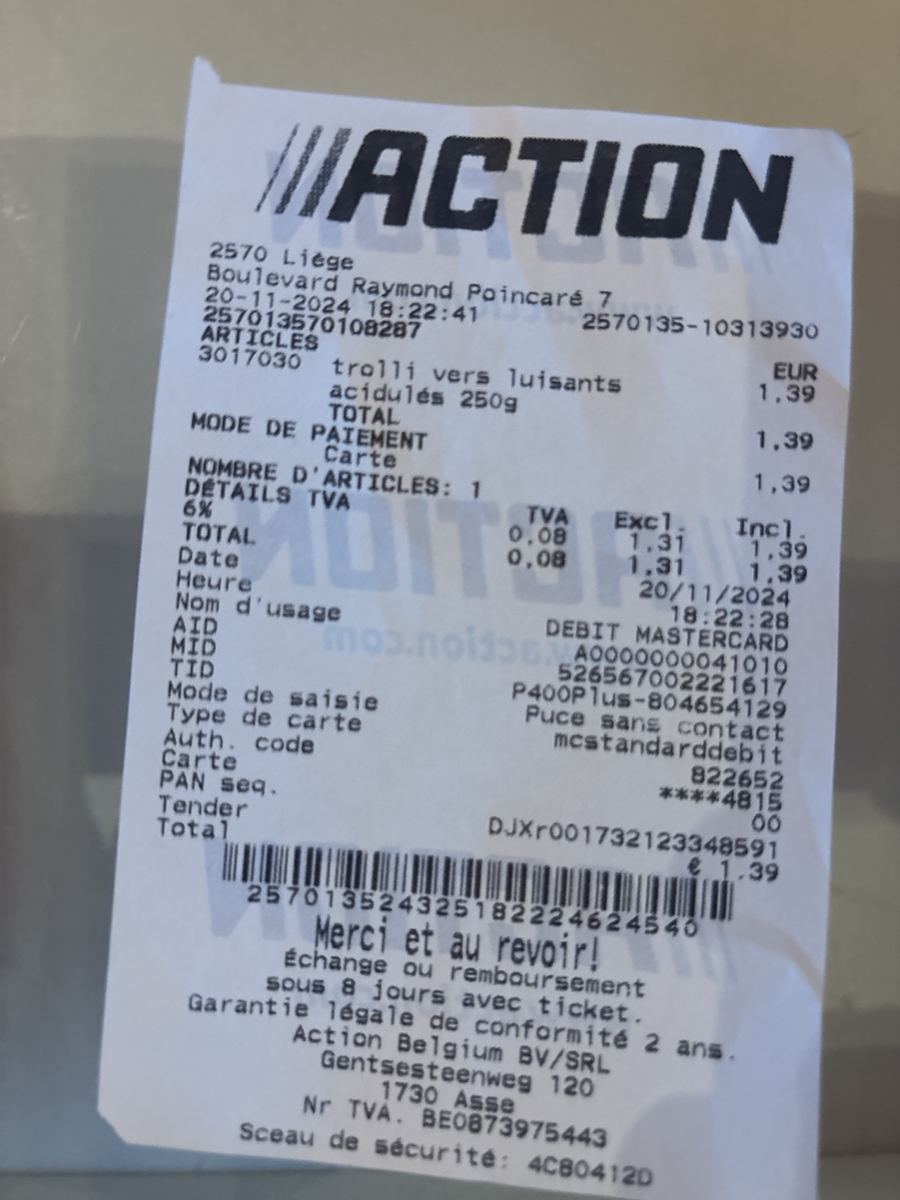 ACTION
2570 Liége
Boulevard Raymond Poincaré 7
20-11-2024 18:22:41 2570135-10313930
257013570108287
ARTICLES EUR
3017030 trolli vers luisants 1,39
acidulés 250g
TOTAL 1,39
MODE DE PAIEMENT
Carte 1,39
NOMBRE D'ARTICLES: 1
DÉTAILS TVA TVA Excl. Incl.
6% 0,08 1,31 1,39
TOTAL 0,08 1,31 1,39
Date 20/11/2024
Heure 18:22:28
Nom d'usage DEBIT MASTERCARD
AID A0000000041010
MID 526567002221617
TID P400Plus-804654129
Mode de saisie Puce sans contact
Type de carte mcstandarddebit
Auth. code 822652
Carte ****4815
PAN seq. 00
Tender DJXr001732123348591
Total € 1.39
2570135243251822224624540
Merci et au revoir!
Échange ou remboursement
sous 8 jours avec ticket.
Garantie légale de conformité 2 ans.
Action Belgium BV/SRL
Gentsesteenweg 120
1730 Asse
Nr TVA. BE0873975443
Sceau de sécurité: 4C80412D